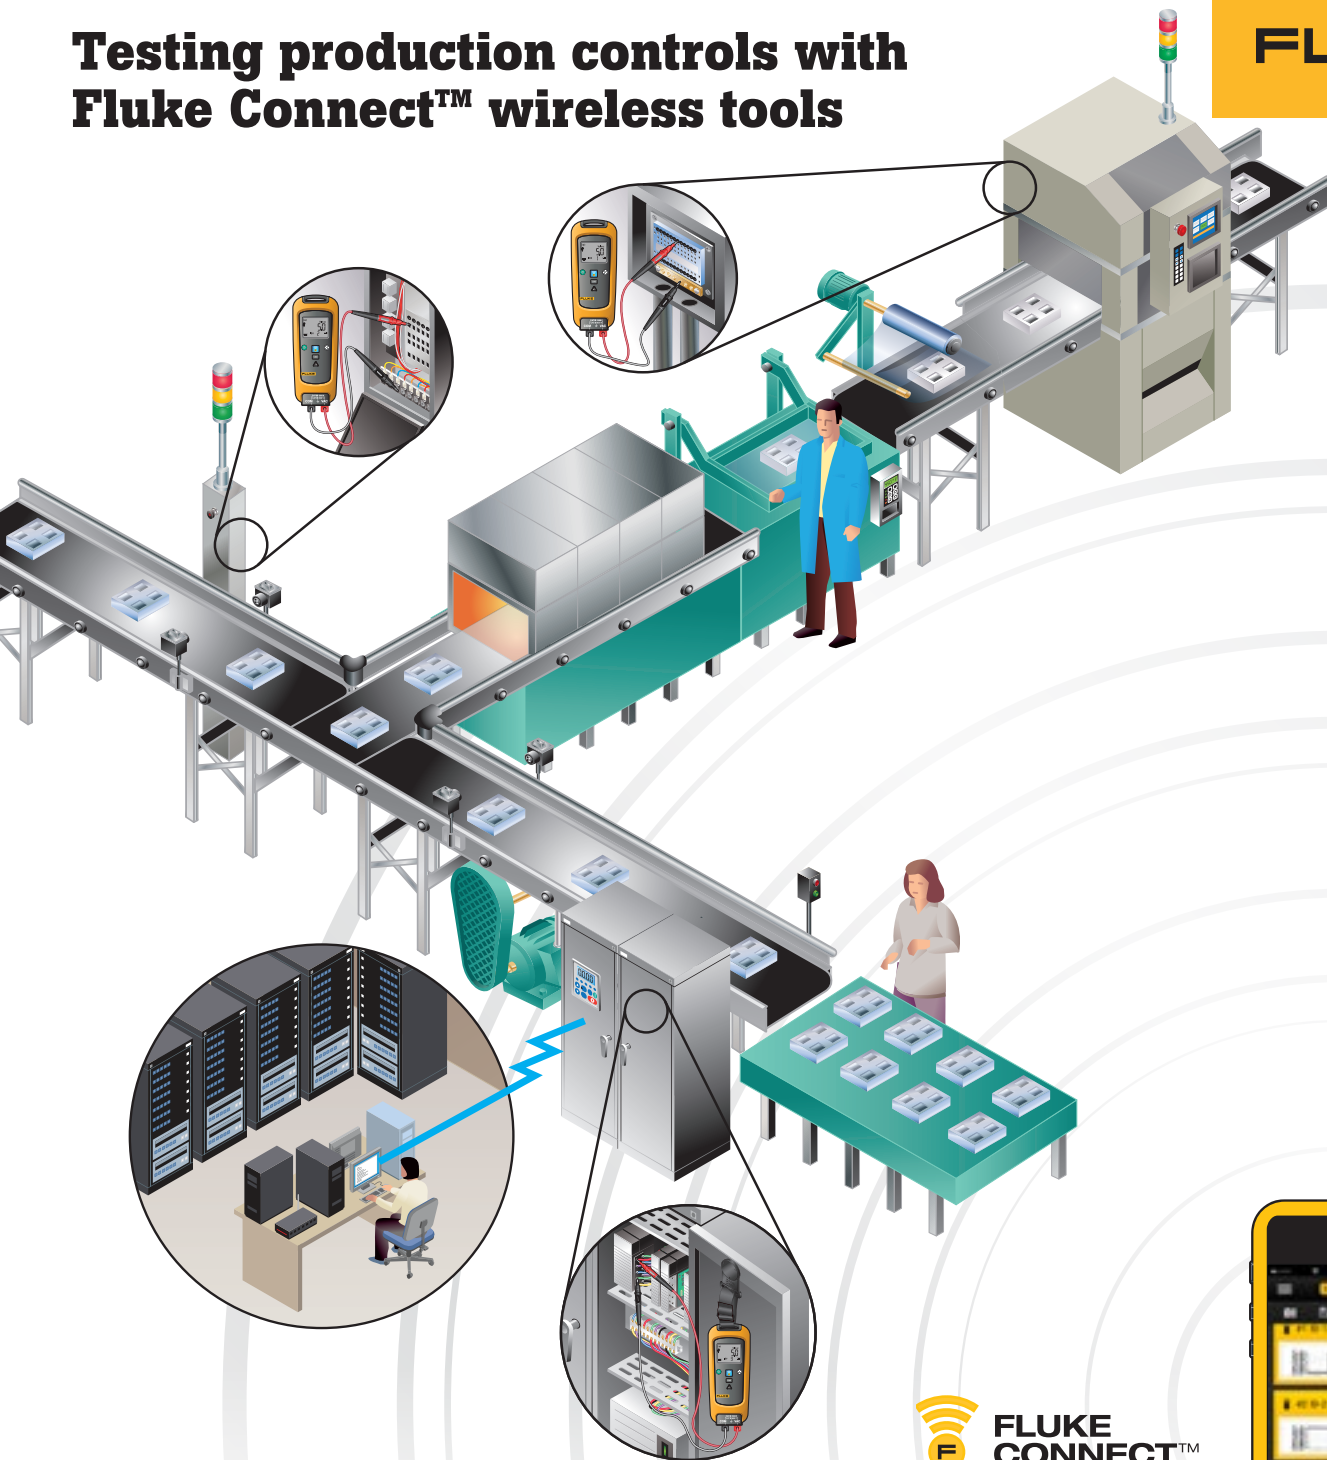 Testing production controls with
Fluke Connect™ wireless tools
FLUKE
CONNECT™
F